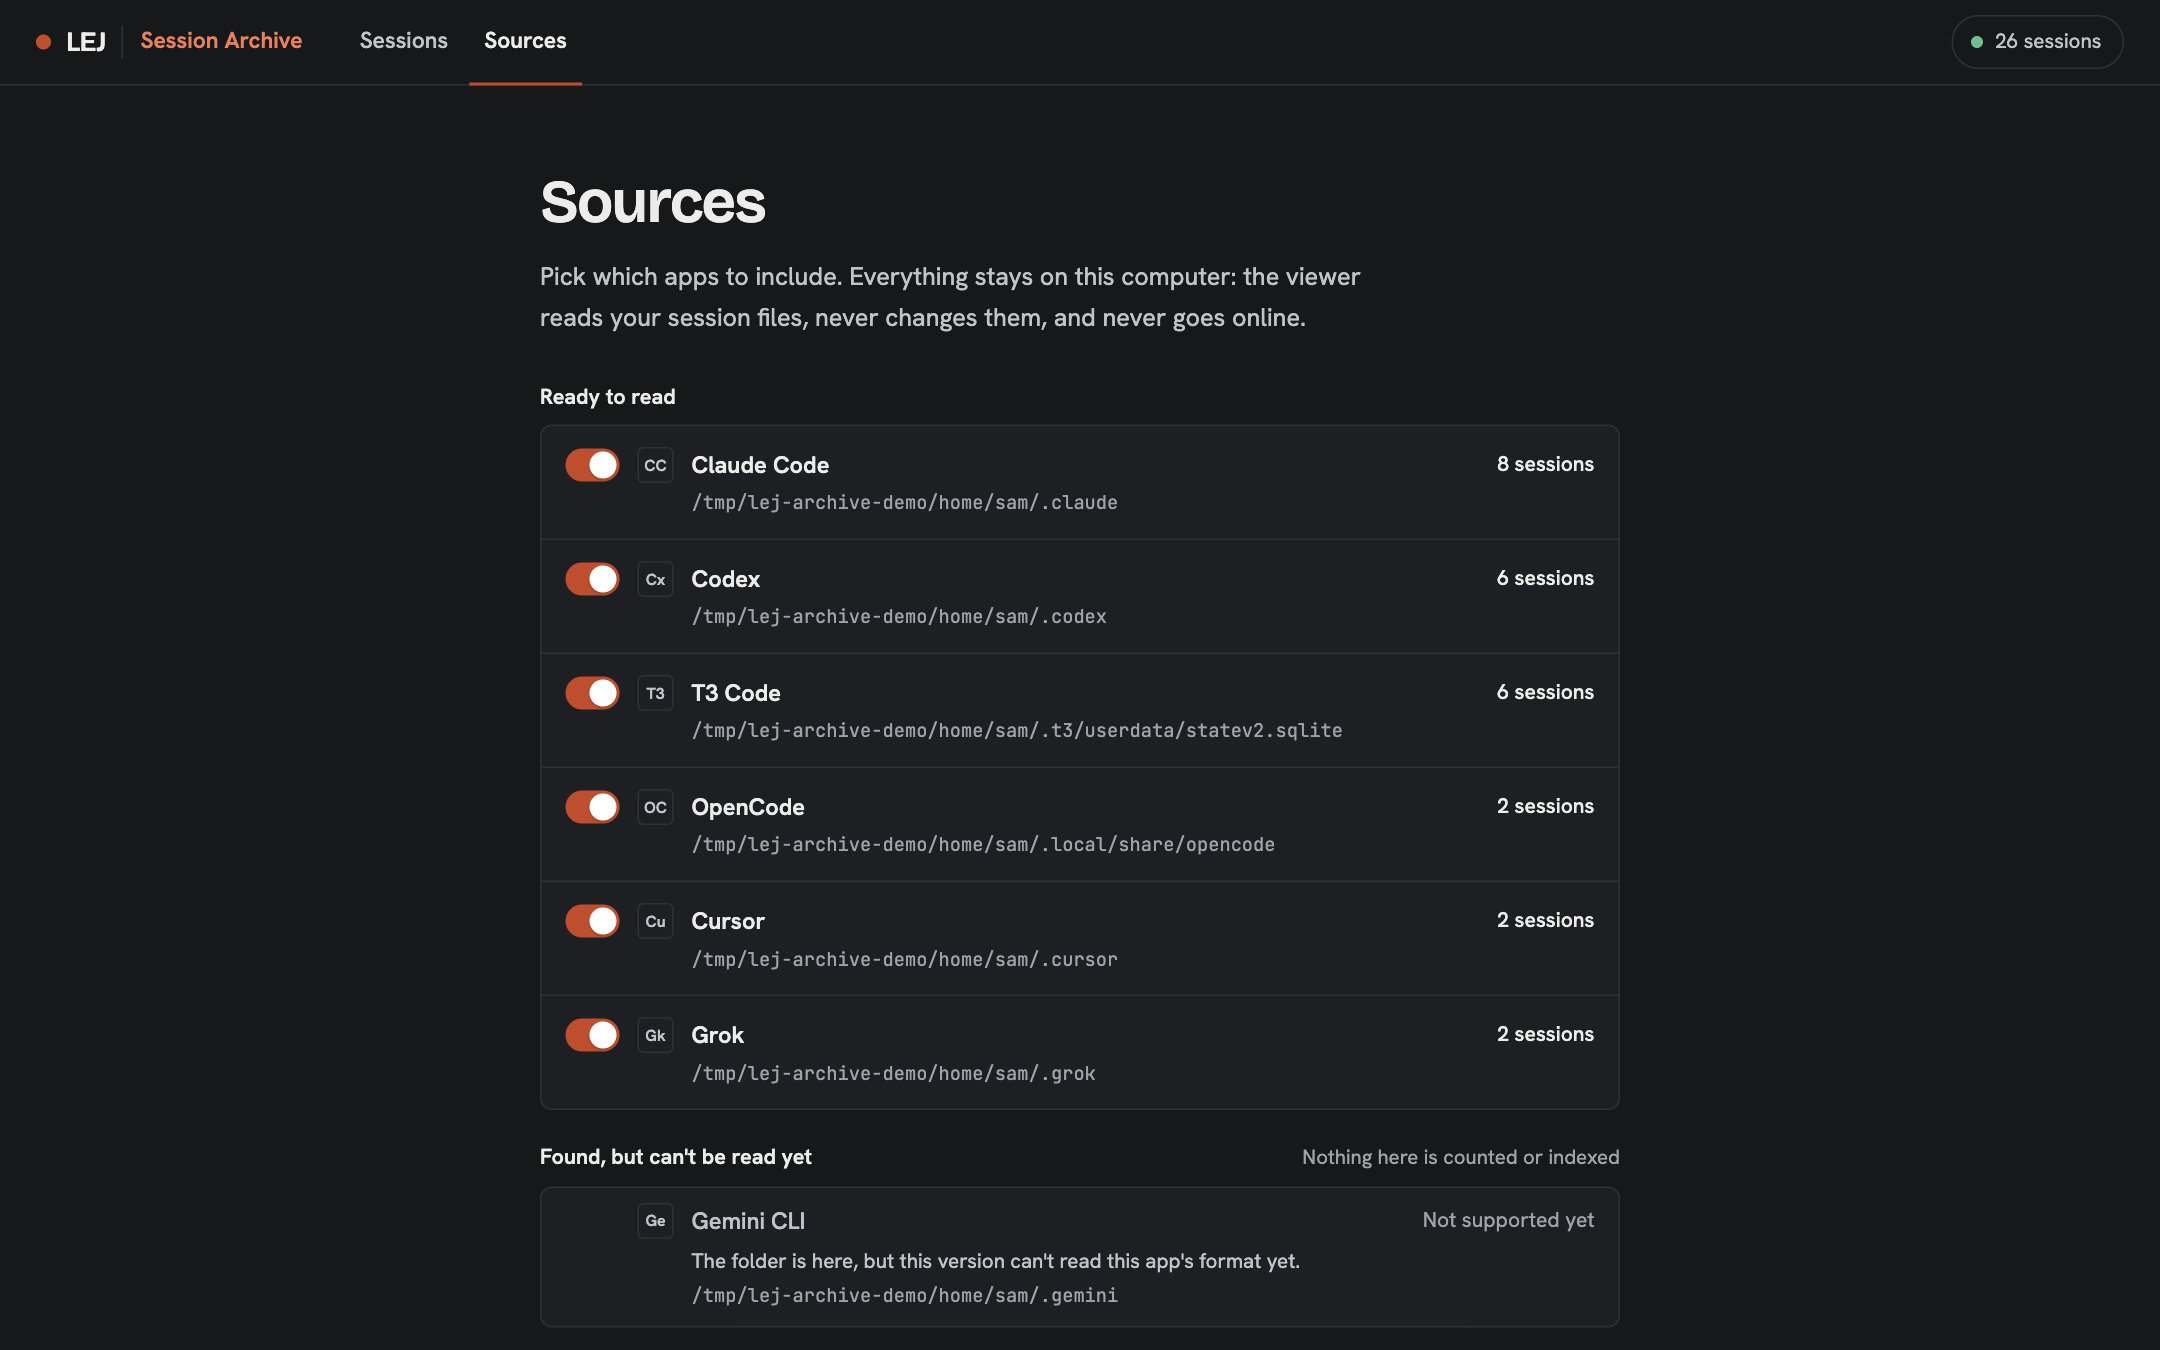 LEJ
Session Archive
Sessions
Sources
26 sessions
Sources
Pick which apps to include. Everything stays on this computer: the viewer
reads your session files, never changes them, and never goes online.
Ready to read
CC
Claude Code
8 sessions
/tmp/lej-archive-demo/home/sam/.claude
Cx
Codex
6 sessions
/tmp/lej-archive-demo/home/sam/.codex
T3
T3 Code
6 sessions
/tmp/lej-archive-demo/home/sam/.t3/userdata/statev2.sqlite
OC
OpenCode
2 sessions
/tmp/lej-archive-demo/home/sam/.local/share/opencode
Cu
Cursor
2 sessions
/tmp/lej-archive-demo/home/sam/.cursor
Gk
Grok
2 sessions
/tmp/lej-archive-demo/home/sam/.grok
Found, but can't be read yet
Nothing here is counted or indexed
Ge
Gemini CLI
Not supported yet
The folder is here, but this version can't read this app's format yet.
/tmp/lej-archive-demo/home/sam/.gemini